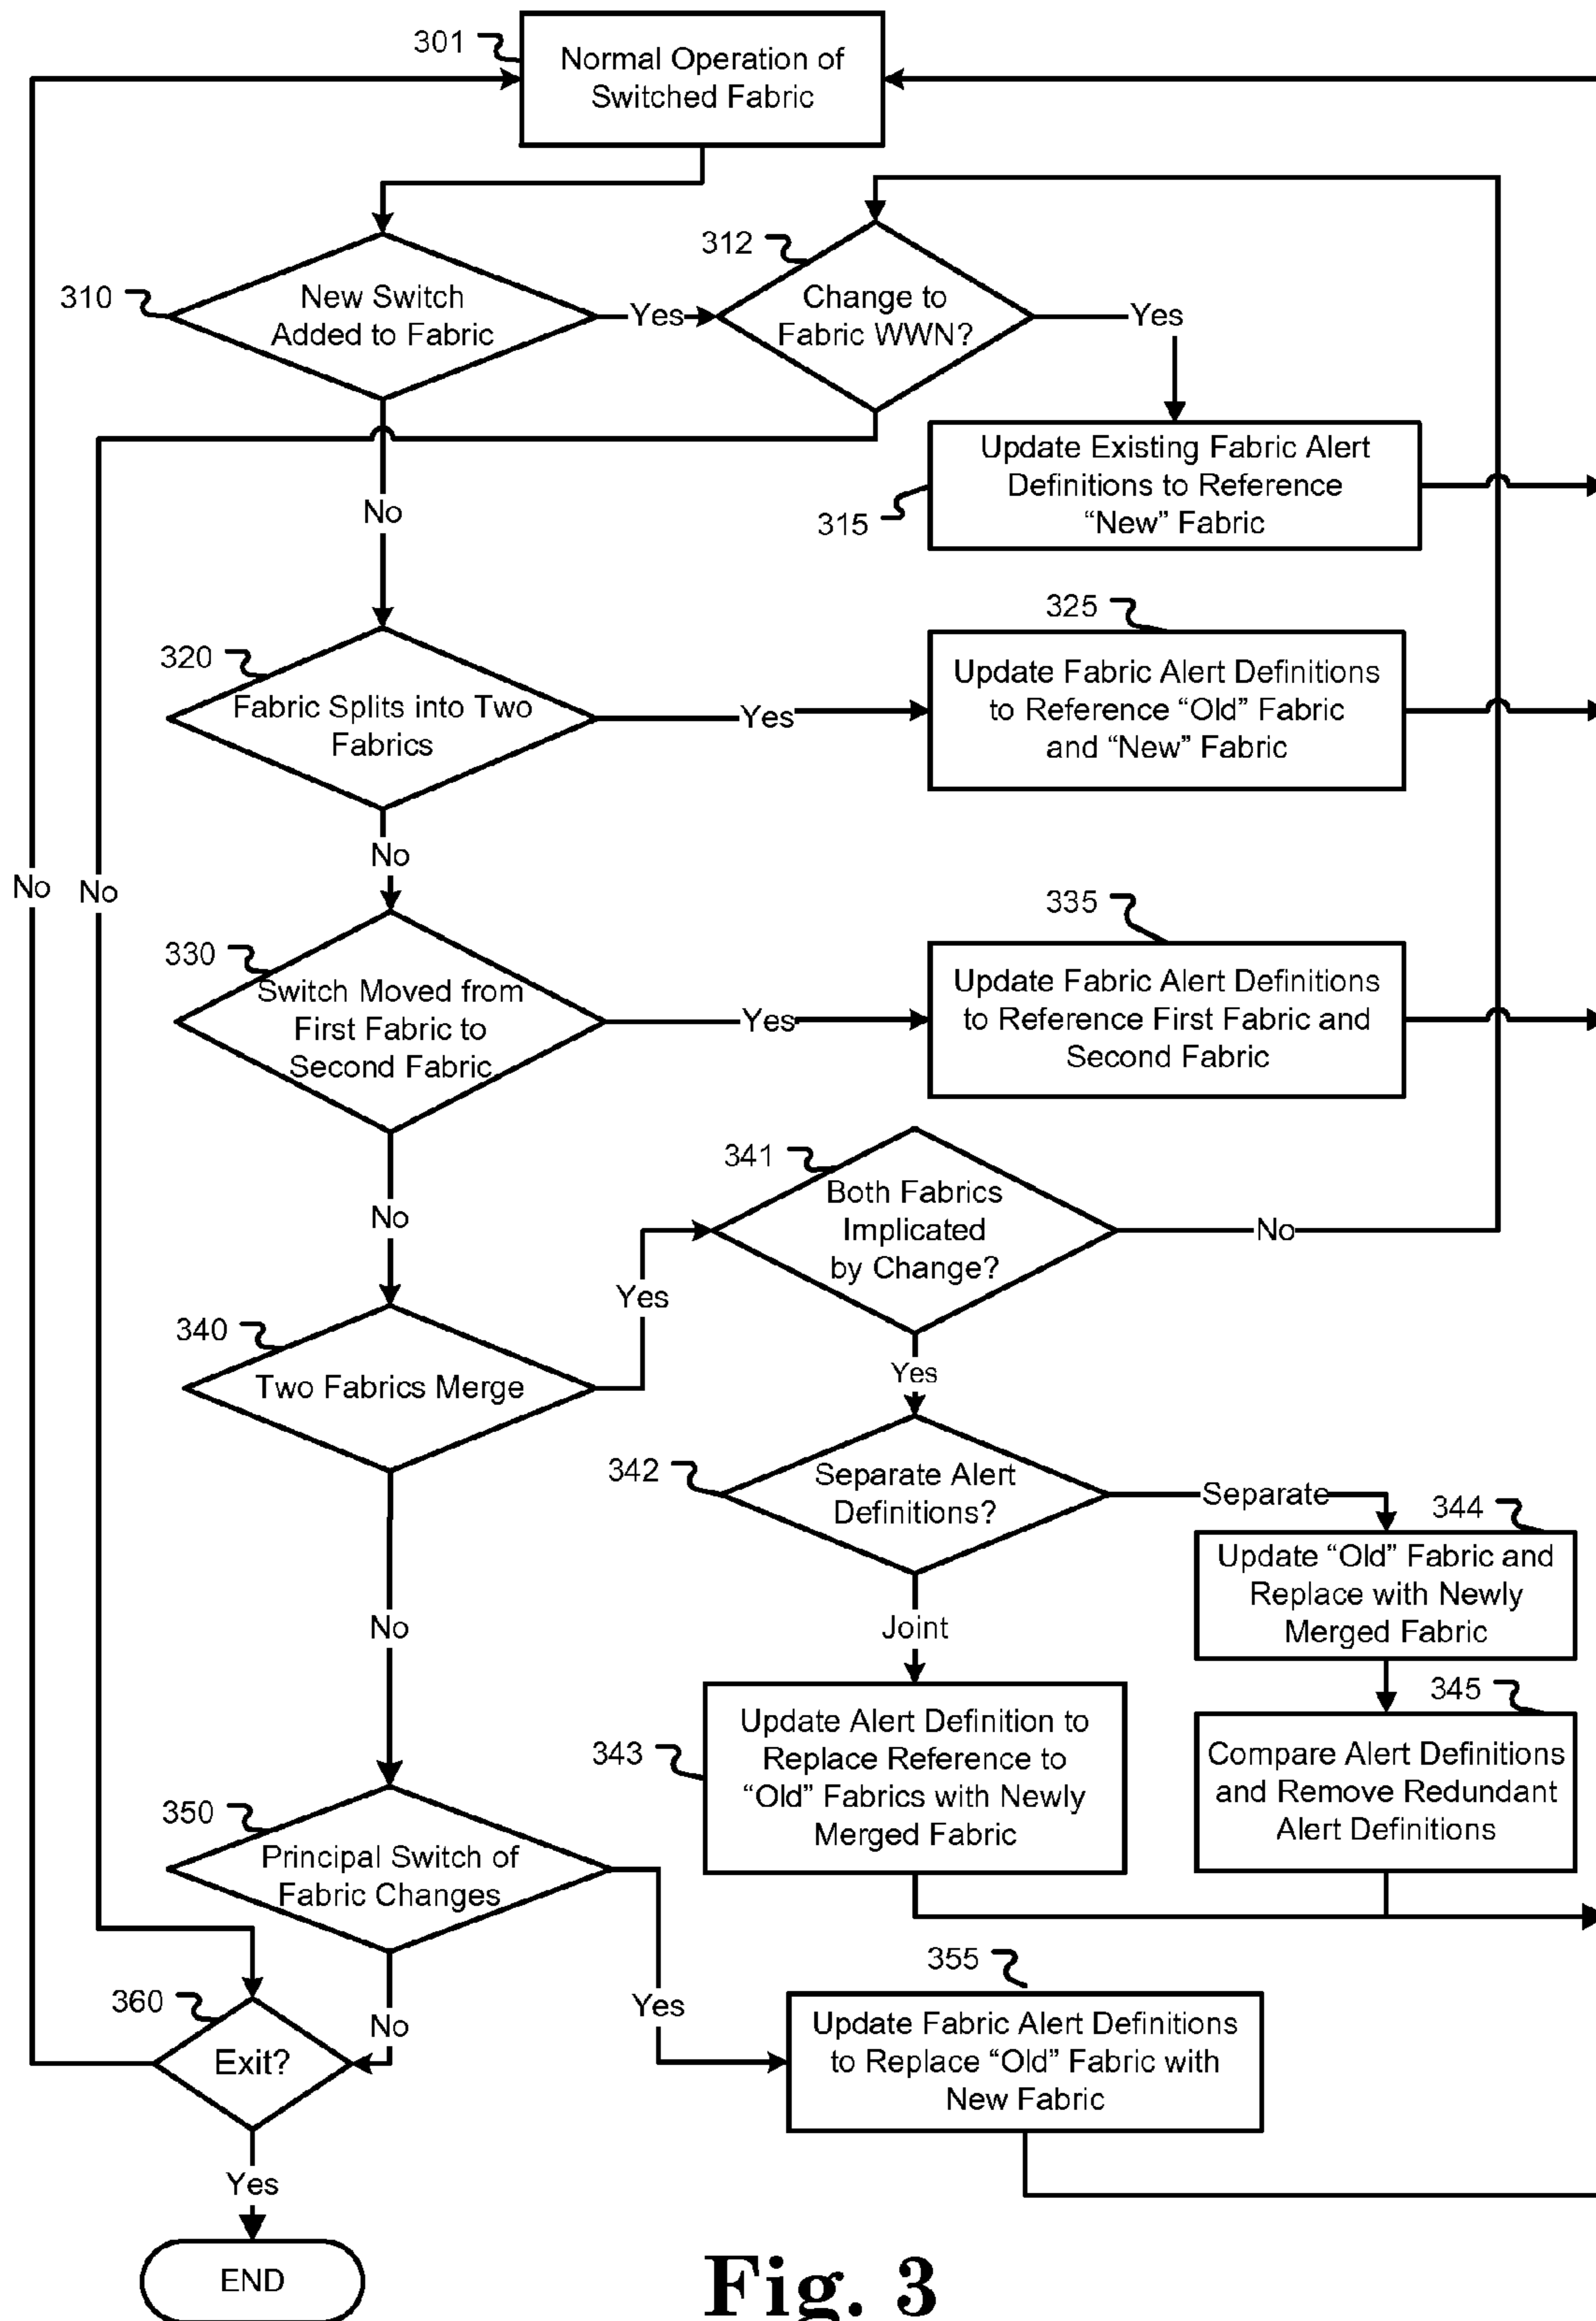 301
Normal Operation of
Switched Fabric
310
New Switch
Added to Fabric
Yes
312
Change to
Fabric WWN?
Yes
315
Update Existing Fabric Alert
Definitions to Reference
“New” Fabric
No
320
Fabric Splits into Two
Fabrics
Yes
325
Update Fabric Alert Definitions
to Reference “Old” Fabric
and “New” Fabric
No
No
No
330
Switch Moved from
First Fabric to
Second Fabric
Yes
335
Update Fabric Alert Definitions
to Reference First Fabric and
Second Fabric
No
340
Two Fabrics Merge
Yes
341
Both Fabrics
Implicated
by Change?
No
Yes
342
Separate Alert
Definitions?
Separate
344
Update “Old” Fabric and
Replace with Newly
Merged Fabric
Joint
343
Update Alert Definition to
Replace Reference to
“Old” Fabrics with Newly
Merged Fabric
345
Compare Alert Definitions
and Remove Redundant
Alert Definitions
No
350
Principal Switch of
Fabric Changes
Yes
355
Update Fabric Alert Definitions
to Replace “Old” Fabric with
New Fabric
No
360
Exit?
Yes
END
Fig. 3